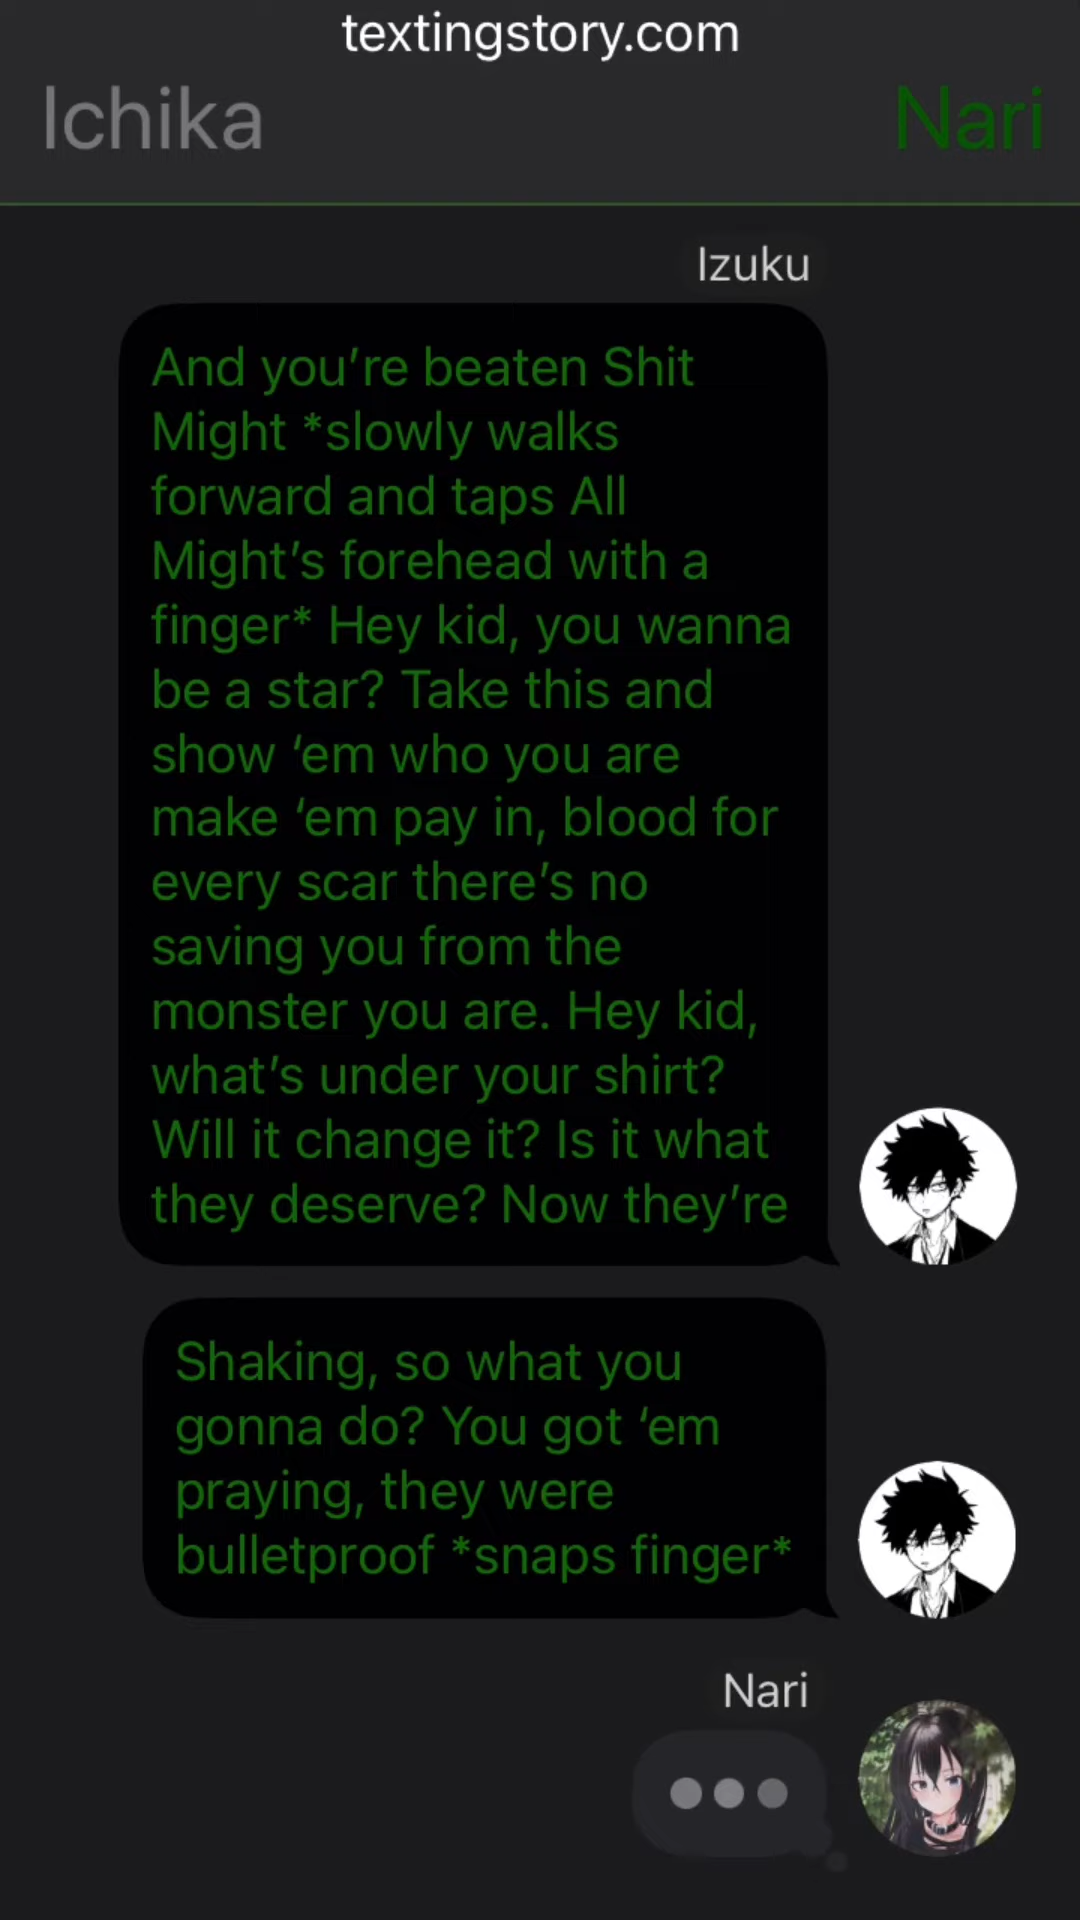 textingstory.com
Ichika
Nari
Izuku
And you’re beaten Shit
Might *slowly walks
forward and taps All
Might’s forehead with a
finger* Hey kid, you wanna
be a star? Take this and
show ‘em who you are
make ‘em pay in, blood for
every scar there’s no
saving you from the
monster you are. Hey kid,
what’s under your shirt?
Will it change it? Is it what
they deserve? Now they’re
Shaking, so what you
gonna do? You got ‘em
praying, they were
bulletproof *snaps finger*
Nari